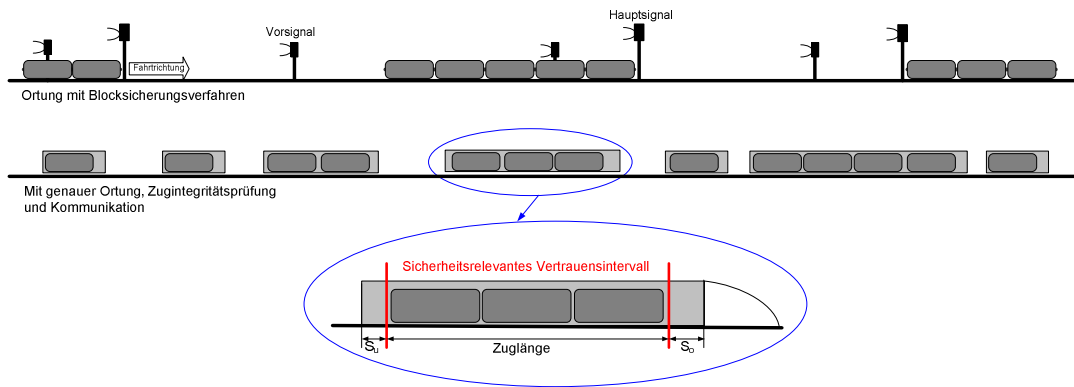 Hauptsignal
Vorsignal
Fahrtrichtung
Ortung mit Blocksicherungsverfahren
Mit genauer Ortung, Zugintegritätsprüfung
und Kommunikation
Sicherheitsrelevantes Vertrauensintervall
Su
Zuglänge
So